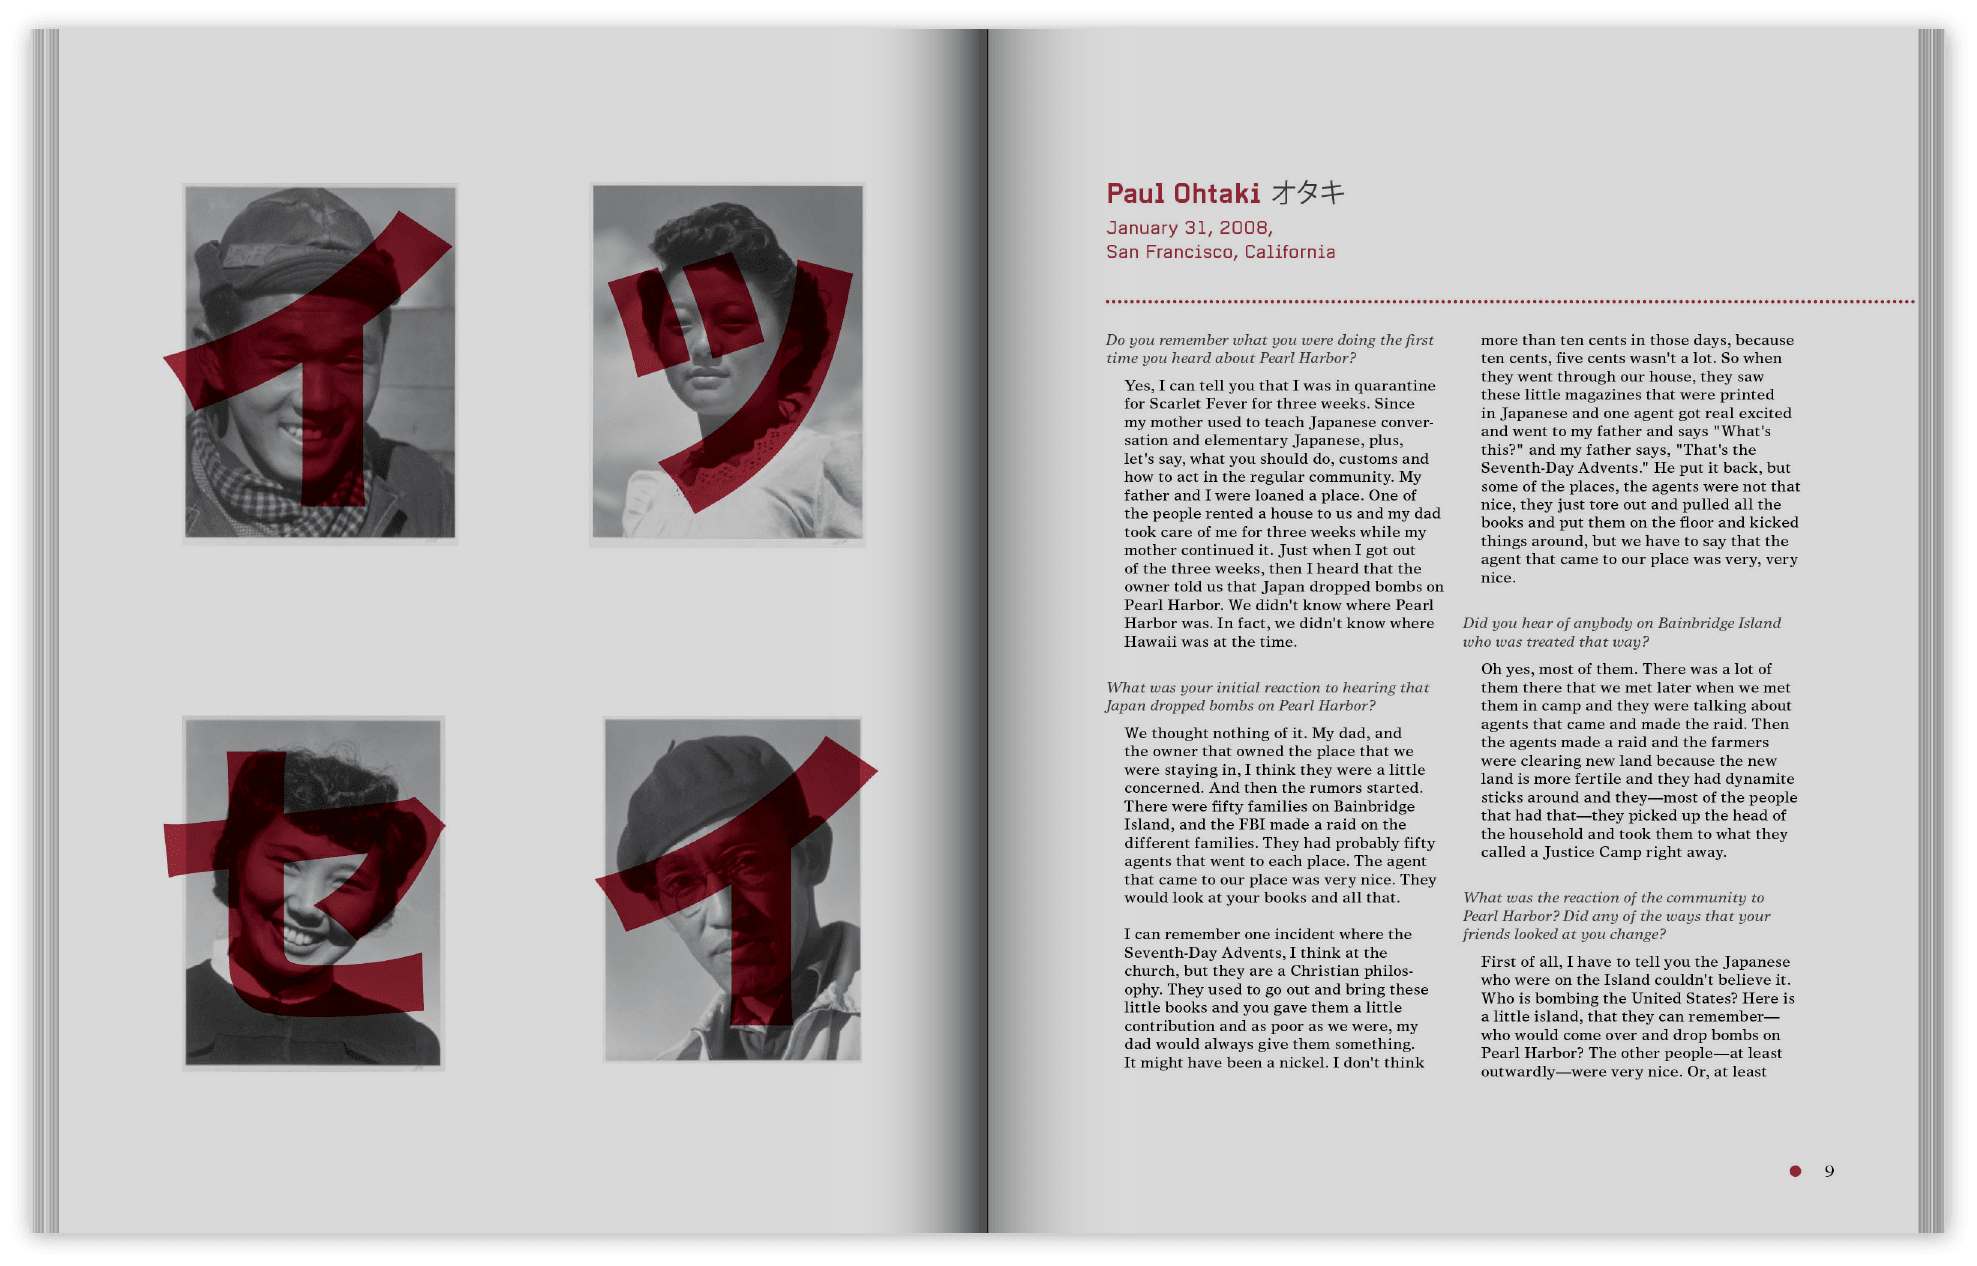 イ
ツ
セ
イ
Paul Ohtaki オタキ
January 31, 2008,
San Francisco, California
Do you remember what you were doing the first
time you heard about Pearl Harbor?
Yes, I can tell you that I was in quarantine
for Scarlet Fever for three weeks. Since
my mother used to teach Japanese conver-
sation and elementary Japanese, plus,
let's say, what you should do, customs and
how to act in the regular community. My
father and I were loaned a place. One of
the people rented a house to us and my dad
took care of me for three weeks while my
mother continued it. Just when I got out
of the three weeks, then I heard that the
owner told us that Japan dropped bombs on
Pearl Harbor. We didn't know where Pearl
Harbor was. In fact, we didn't know where
Hawaii was at the time.
What was your initial reaction to hearing that
Japan dropped bombs on Pearl Harbor?
We thought nothing of it. My dad, and
the owner that owned the place that we
were staying in, I think they were a little
concerned. And then the rumors started.
There were fifty families on Bainbridge
Island, and the FBI made a raid on the
different families. They had probably fifty
agents that went to each place. The agent
that came to our place was very nice. They
would look at your books and all that.
I can remember one incident where the
Seventh-Day Advents, I think at the
church, but they are a Christian philos-
ophy. They used to go out and bring these
little books and you gave them a little
contribution and as poor as we were, my
dad would always give them something.
It might have been a nickel. I don't think
more than ten cents in those days, because
ten cents, five cents wasn't a lot. So when
they went through our house, they saw
these little magazines that were printed
in Japanese and one agent got real excited
and went to my father and says "What's
this?" and my father says, "That's the
Seventh-Day Advents." He put it back, but
some of the places, the agents were not that
nice, they just tore out and pulled all the
books and put them on the floor and kicked
things around, but we have to say that the
agent that came to our place was very, very
nice.
Did you hear of anybody on Bainbridge Island
who was treated that way?
Oh yes, most of them. There was a lot of
them there that we met later when we met
them in camp and they were talking about
agents that came and made the raid. Then
the agents made a raid and the farmers
were clearing new land because the new
land is more fertile and they had dynamite
sticks around and they—most of the people
that had that—they picked up the head of
the household and took them to what they
called a Justice Camp right away.
What was the reaction of the community to
Pearl Harbor? Did any of the ways that your
friends looked at you change?
First of all, I have to tell you the Japanese
who were on the Island couldn't believe it.
Who is bombing the United States? Here is
a little island, that they can remember—
who would come over and drop bombs on
Pearl Harbor? The other people—at least
outwardly—were very nice. Or, at least
9